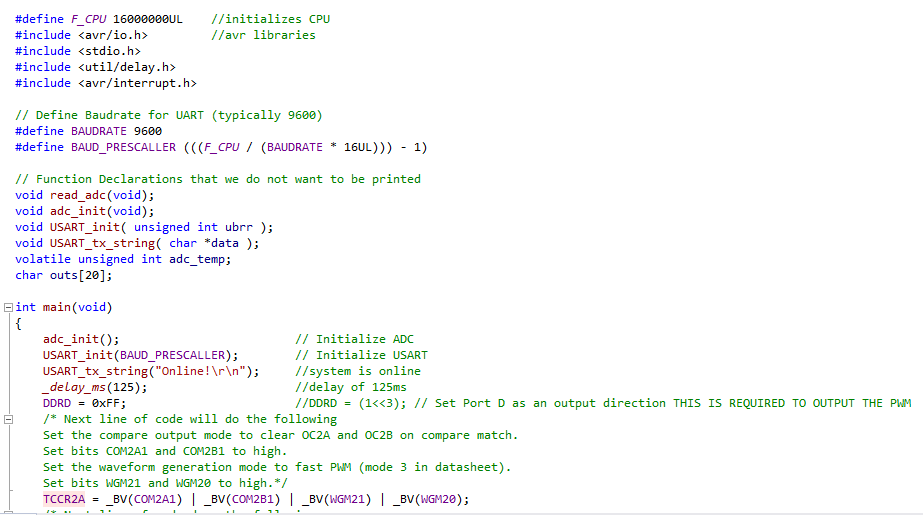 #define F_CPU 16000000UL    //initializes CPU
#include <avr/io.h>         //avr libraries
#include <stdio.h>
#include <util/delay.h>
#include <avr/interrupt.h>
// Define Baudrate for UART (typically 9600)
#define BAUDRATE 9600
#define BAUD_PRESCALLER (((F_CPU / (BAUDRATE * 16UL))) - 1)
// Function Declarations that we do not want to be printed
void read_adc(void);
void adc_init(void);
void USART_init( unsigned int ubrr );
void USART_tx_string( char *data );
volatile unsigned int adc_temp;
char outs[20];
int main(void)
{
    adc_init();                         // Initialize ADC
    USART_init(BAUD_PRESCALLER);        // Initialize USART
    USART_tx_string("Online!\r\n");     //system is online
    _delay_ms(125);                     //delay of 125ms
    DDRD = 0xFF;                        //DDRD = (1<<3); // Set Port D as an output direction THIS IS REQUIRED TO OUTPUT THE PWM
    /* Next line of code will do the following
    Set the compare output mode to clear OC2A and OC2B on compare match.
    Set bits COM2A1 and COM2B1 to high.
    Set the waveform generation mode to fast PWM (mode 3 in datasheet).
    Set bits WGM21 and WGM20 to high.*/
    TCCR2A = _BV(COM2A1) | _BV(COM2B1) | _BV(WGM21) | _BV(WGM20);